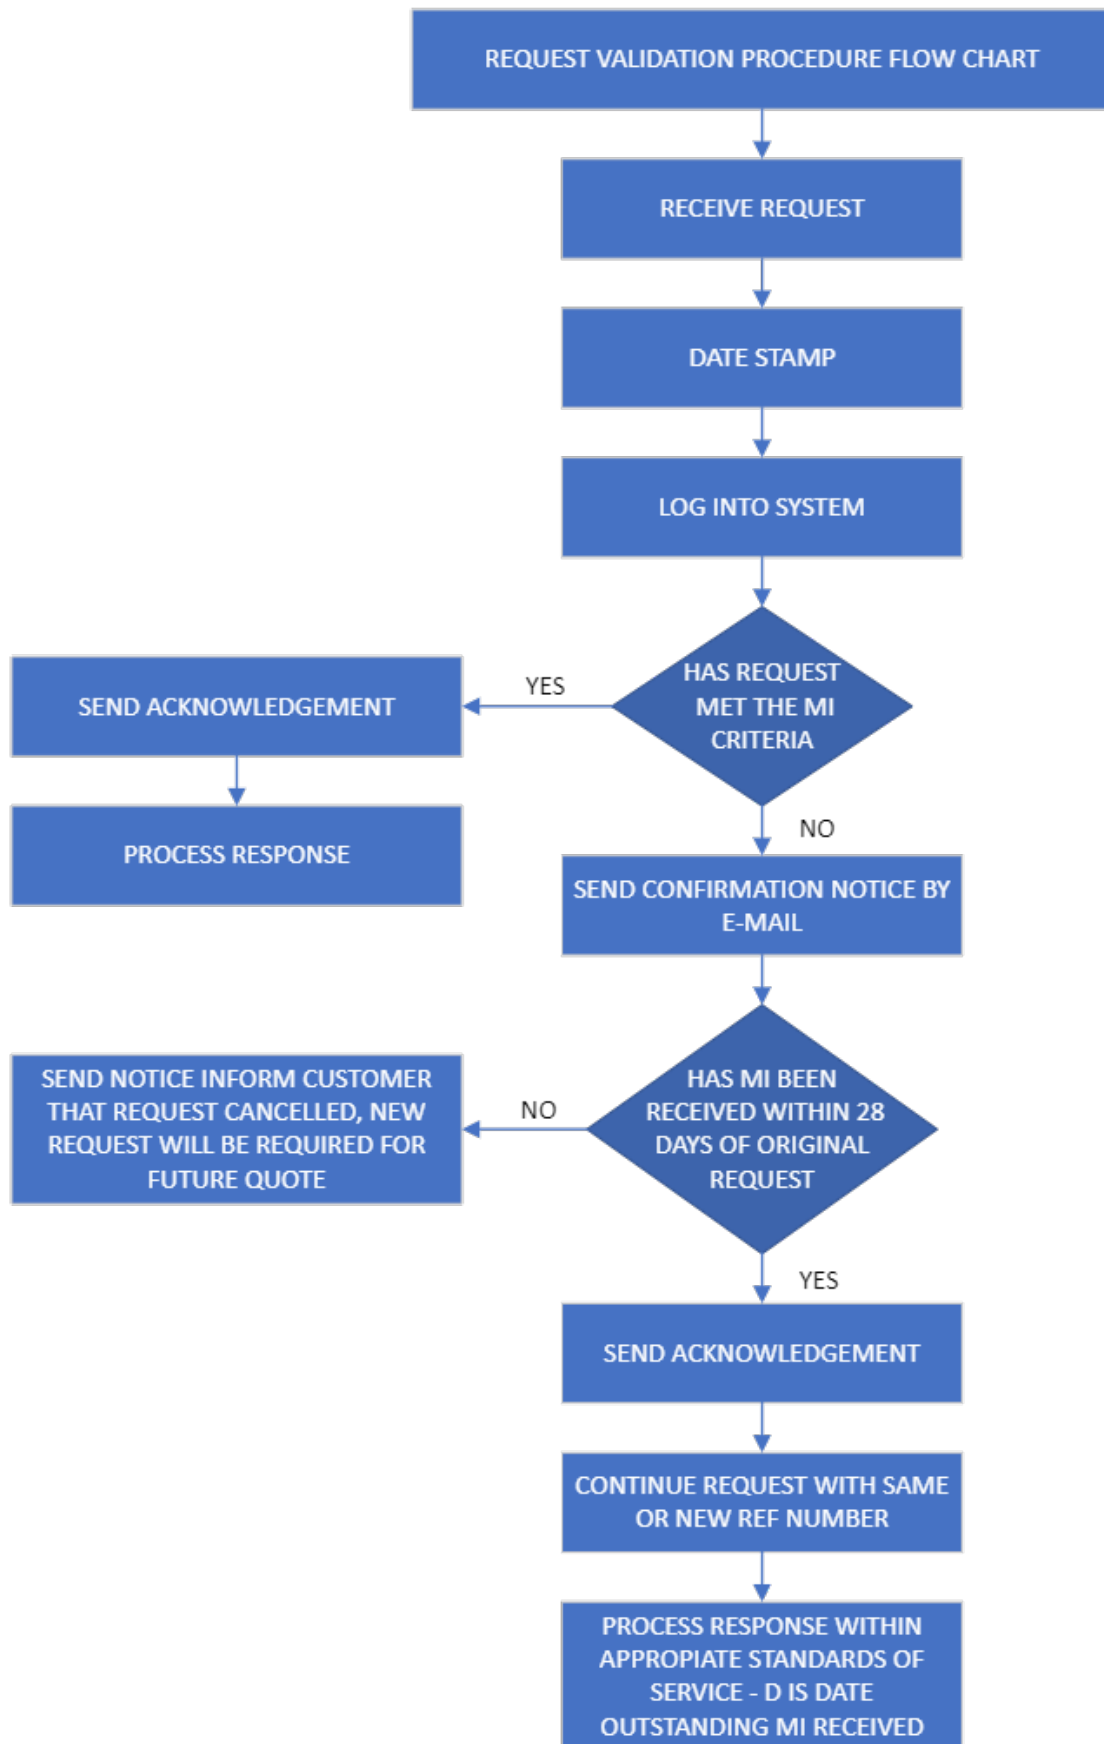 REQUEST VALIDATION PROCEDURE FLOW CHART
RECEIVE REQUEST
DATE STAMP
LOG INTO SYSTEM
HAS REQUEST
MET THE MI
CRITERIA
YES
SEND ACKNOWLEDGEMENT
PROCESS RESPONSE
NO
SEND CONFIRMATION NOTICE BY
E-MAIL
HAS MI BEEN
RECEIVED WITHIN 28
DAYS OF ORIGINAL
REQUEST
NO
SEND NOTICE INFORM CUSTOMER
THAT REQUEST CANCELLED, NEW
REQUEST WILL BE REQUIRED FOR
FUTURE QUOTE
YES
SEND ACKNOWLEDGEMENT
CONTINUE REQUEST WITH SAME
OR NEW REF NUMBER
PROCESS RESPONSE WITHIN
APPROPIATE STANDARDS OF
SERVICE - D IS DATE
OUTSTANDING MI RECEIVED